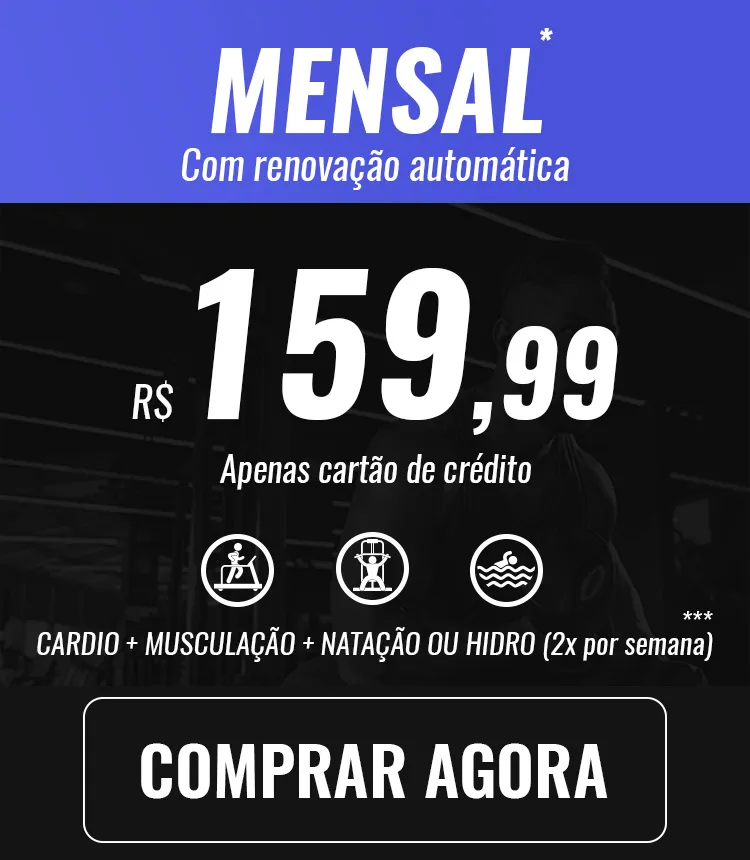 MENSAL*
Com renovação automática
R$ 159,99
Apenas cartão de crédito
***
CARDIO + MUSCULAÇÃO + NATAÇÃO OU HIDRO (2x por semana)
COMPRAR AGORA